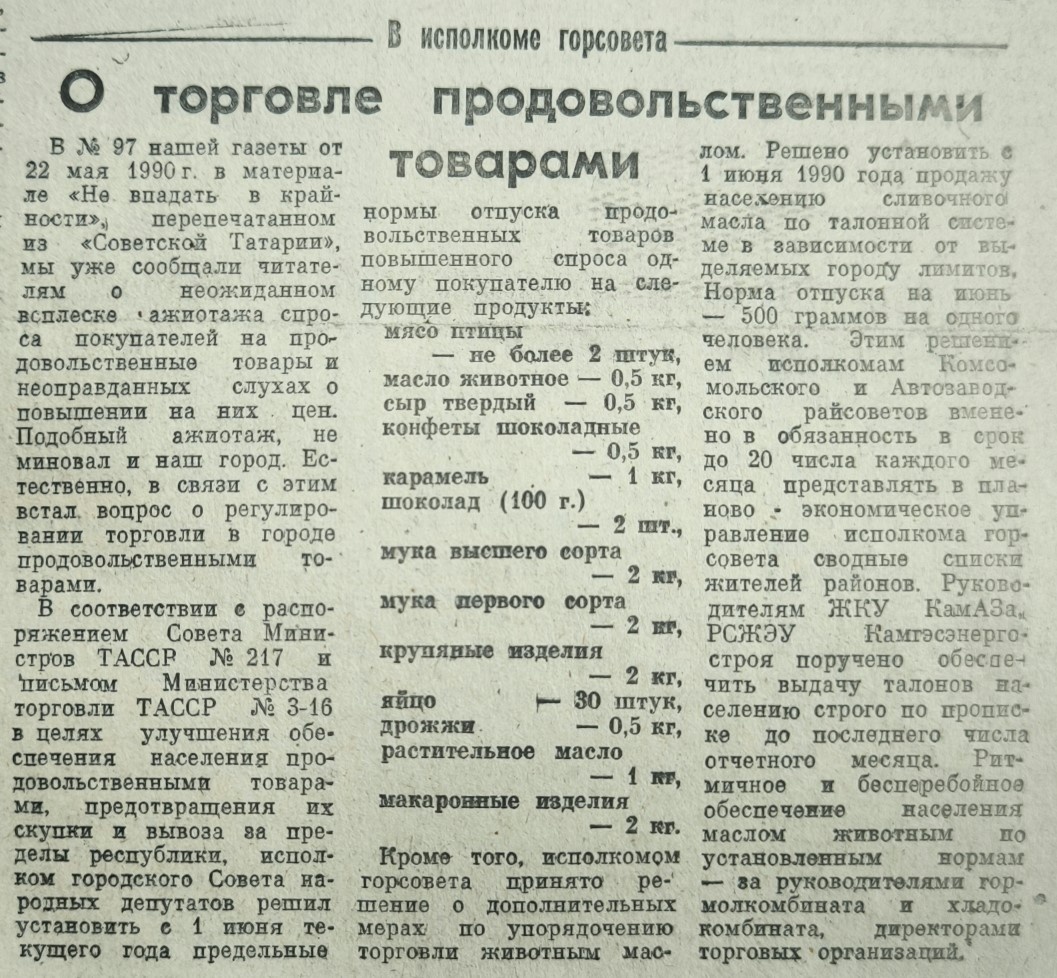 В исполкоме горсовета
О торговле продовольственными
товарами
В № 97 нашей газеты от
22 мая 1990 г. в материа-
ле «Не впадать в край-
ности», перепечатанном
из «Советской Татарии»,
мы уже сообщали читате-
лям о неожиданном
всплеске ажиотажа спро-
са покупателей на про-
довольственные товары и
неоправданных слухах о
повышении на них цен.
Подобный ажиотаж, не
миновал и наш город. Ес-
тественно, в связи с этим
встал вопрос о регулиро-
вании торговли в городе
продовольственными то-
варами.
В соответствии с распо-
ряжением Совета Мини-
стров ТАССР № 217 и
письмом Министерства
торговли ТАССР № 3-16
в целях улучшения обе-
спечения населения про-
довольственными товара-
ми, предотвращения их
скупки и вывоза за пре-
делы республики, испол-
ком городского Совета на-
родных депутатов решил
установить с 1 июня те-
кущего года предельные
нормы отпуска продо-
вольственных товаров
повышенного спроса од-
ному покупателю на сле-
дующие продукты:
мясо птицы
— не более 2 штук,
масло животное — 0,5 кг,
сыр твердый — 0,5 кг,
конфеты шоколадные
— 0,5 кг,
карамель — 1 кг,
шоколад (100 г.)
— 2 шт.,
мука высшего сорта
— 2 кг,
мука первого сорта
— 2 кг,
крупяные изделия
— 2 кг,
яйцо — 30 штук,
дрожжи — 0,5 кг,
растительное масло
— 1 кг,
макаронные изделия
— 2 кг.
Кроме того, исполкомом
горсовета принято ре-
шение о дополнительных
мерах по упорядочению
торговли животным мас-
лом. Решено установить с
1 июня 1990 года продажу
населению сливочного
масла по талонной систе-
ме в зависимости от вы-
деляемых городу лимитов.
Норма отпуска на июнь
— 500 граммов на одного
человека. Этим решени-
ем исполкомам Комсо-
мольского и Автозавод-
ского райсоветов вмене-
но в обязанность в срок
до 20 числа каждого ме-
сяца представлять в пла-
ново - экономическое уп-
равление исполкома гор-
совета сводные списки
жителей районов. Руково-
дителям ЖКУ КамАЗа,
РСЖЭУ Камгэсэнерго-
строя поручено обеспе-
чить выдачу талонов на-
селению строго по пропис-
ке до последнего числа
отчетного месяца. Рит-
мичное и бесперебойное
обеспечение населения
маслом животным по
установленным нормам
— за руководителями гор-
молкомбината и хладо-
комбината, директорами
торговых организаций.